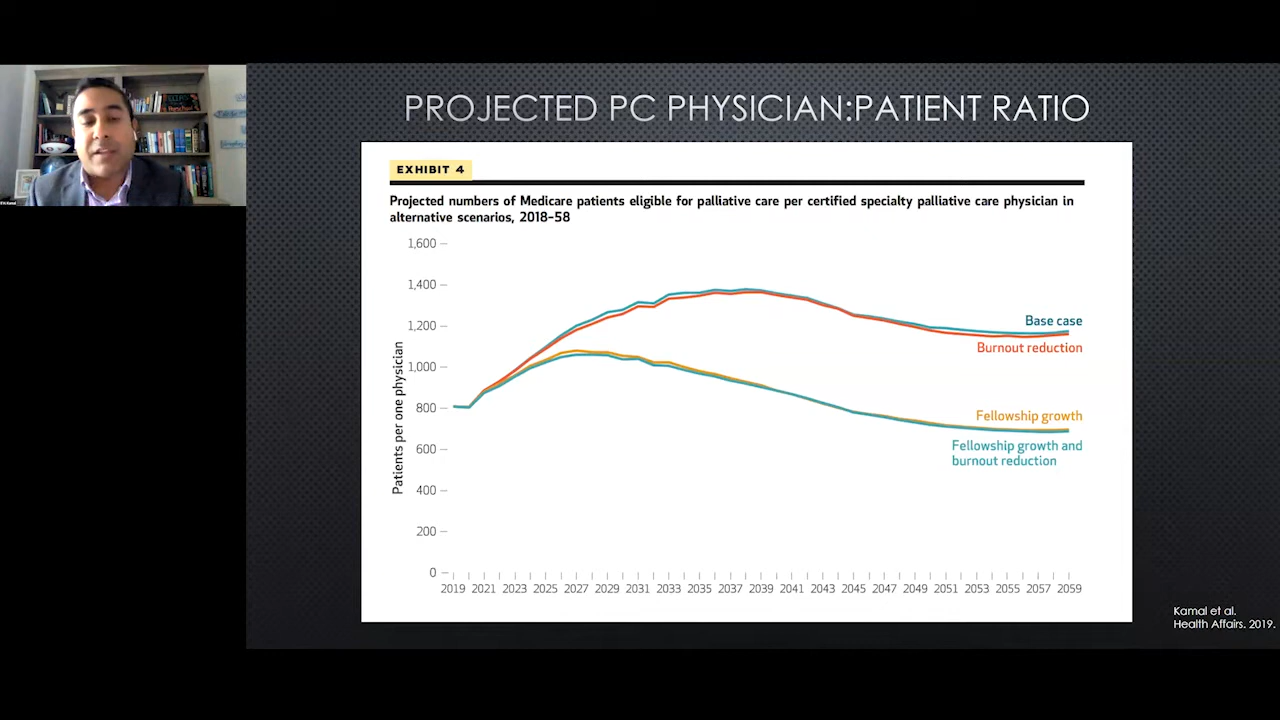 PROJECTED PC PHYSICIAN:PATIENT RATIO
EXHIBIT 4
Projected numbers of Medicare patients eligible for palliative care per certified specialty palliative care physician in
alternative scenarios, 2018–58
1,600
1,400
1,200
1,000
800
600
400
200
0
Patients per one physician
Base case
Burnout reduction
Fellowship growth
Fellowship growth and
burnout reduction
2019 2021 2023 2025 2027 2029 2031 2033 2035 2037 2039 2041 2043 2045 2047 2049 2051 2053 2055 2057 2059
Kamal et al.
Health Affairs. 2019.